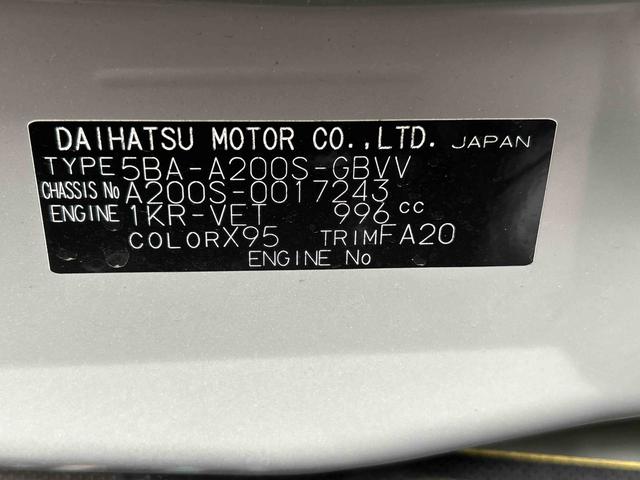 DAIHATSU MOTOR CO.,LTD. JAPAN
TYPE 5BA-A200S-GBVV
CHASSIS No A200S-0017243
ENGINE 1KR-VET 996 cc
COLOR X95 TRIM FA20
ENGINE No